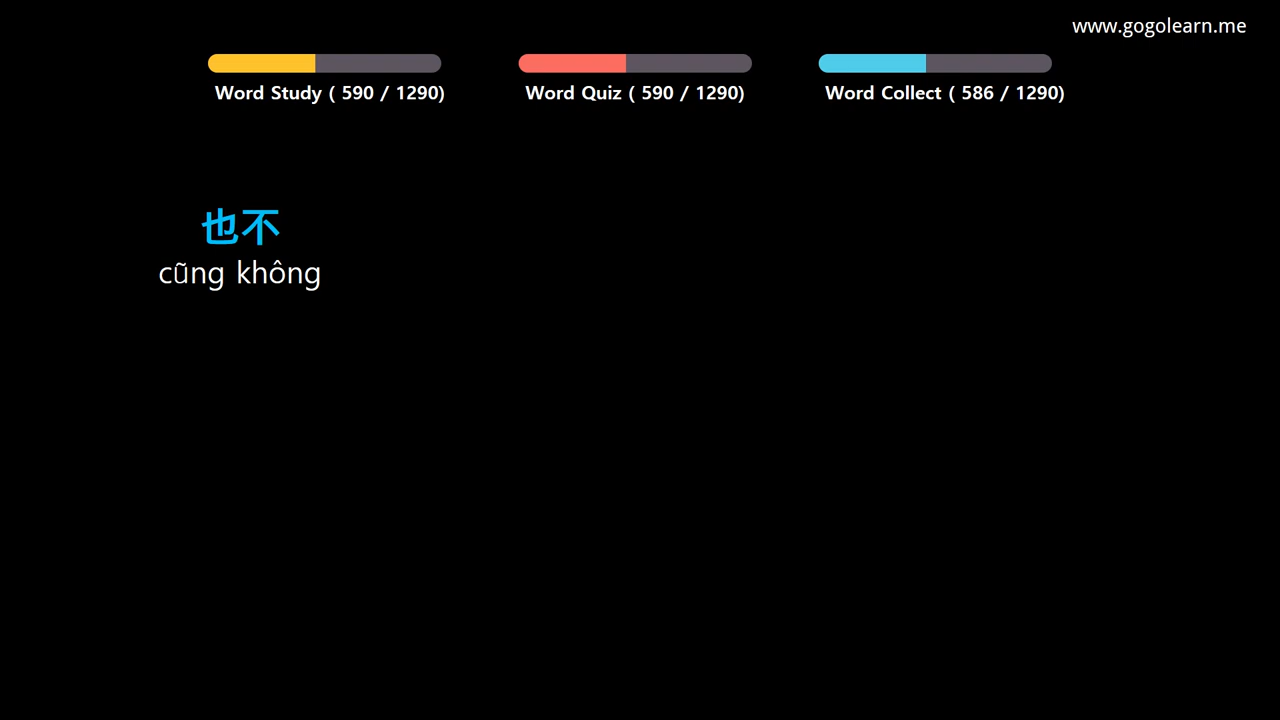 www.gogolearn.me
Word Study ( 590 / 1290)
Word Quiz ( 590 / 1290)
Word Collect ( 586 / 1290)
也不
cũng không